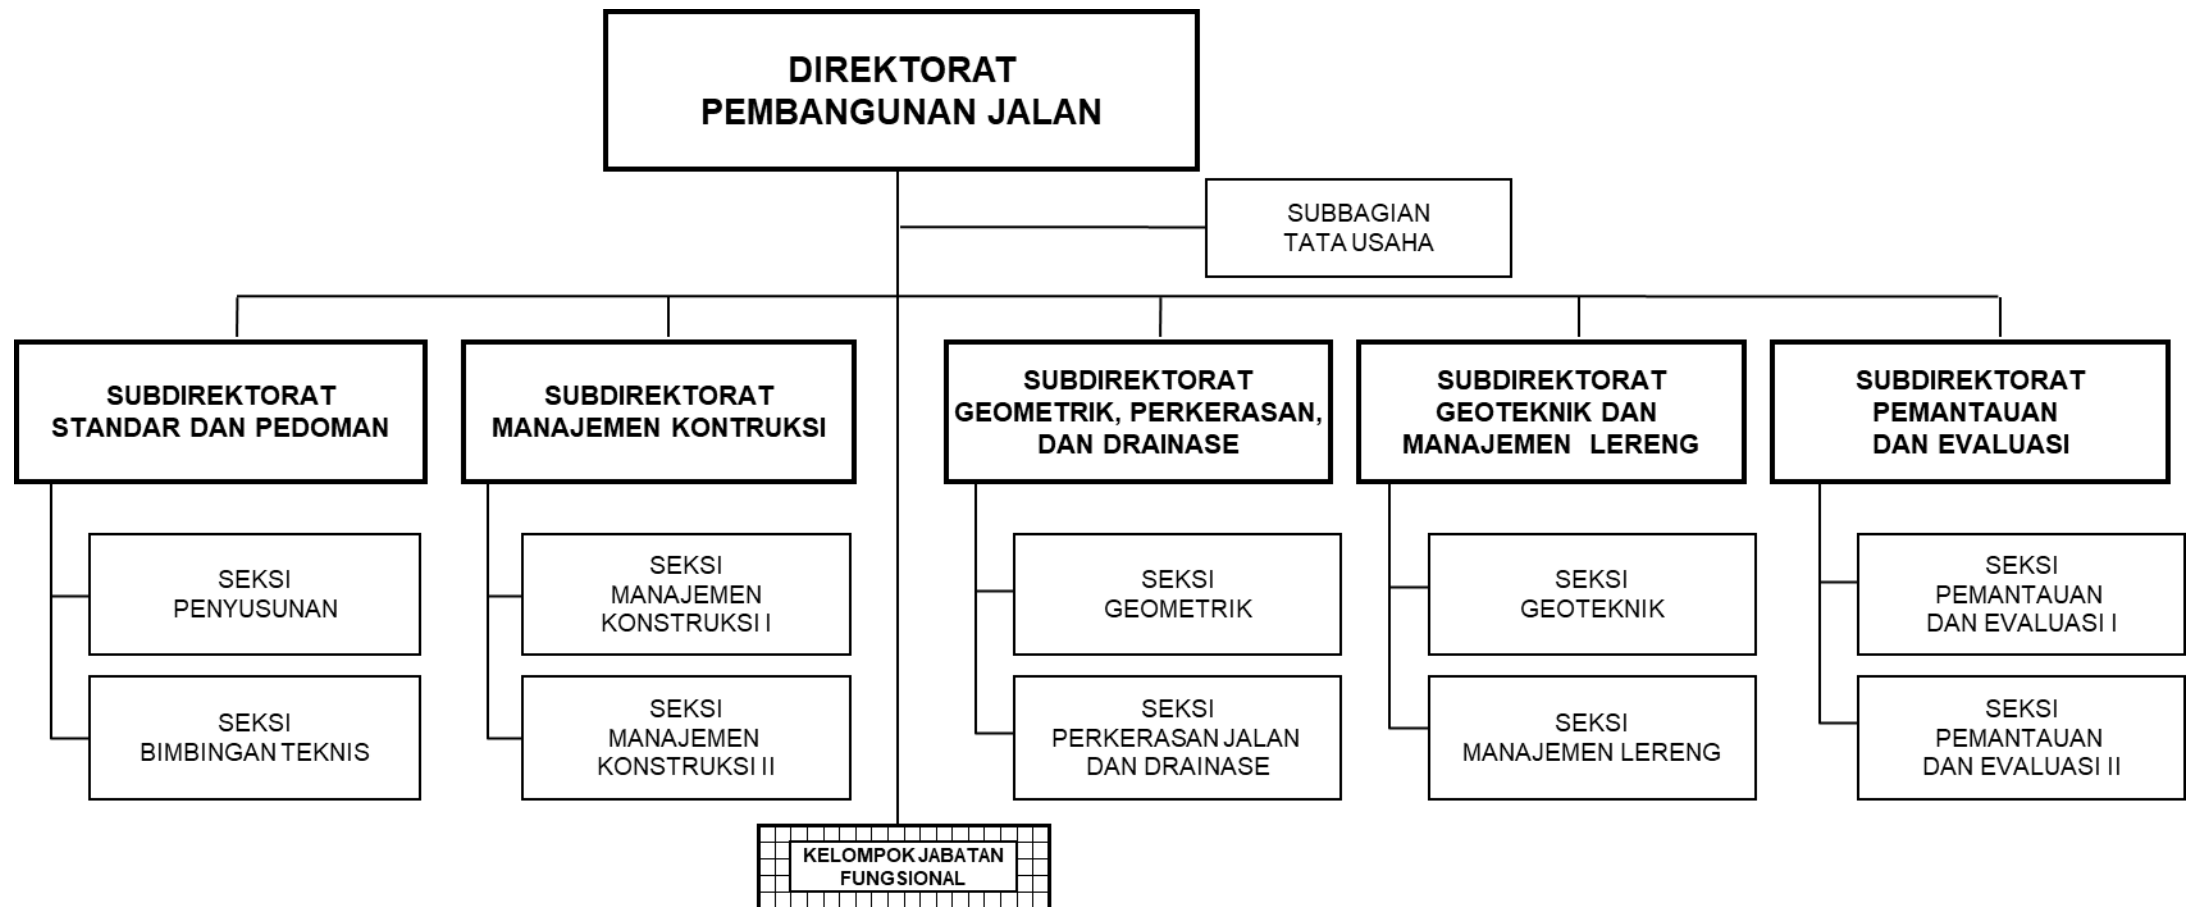 DIREKTORAT
PEMBANGUNAN JALAN
SUBBAGIAN
TATA USAHA
SUBDIREKTORAT
STANDAR DAN PEDOMAN
SUBDIREKTORAT
MANAJEMEN KONTRUKSI
SUBDIREKTORAT
GEOMETRIK, PERKERASAN,
DAN DRAINASE
SUBDIREKTORAT
GEOTEKNIK DAN
MANAJEMEN LERENG
SUBDIREKTORAT
PEMANTAUAN
DAN EVALUASI
SEKSI
PENYUSUNAN
SEKSI
MANAJEMEN
KONSTRUKSI I
SEKSI
GEOMETRIK
SEKSI
GEOTEKNIK
SEKSI
PEMANTAUAN
DAN EVALUASI I
SEKSI
BIMBINGAN TEKNIS
SEKSI
MANAJEMEN
KONSTRUKSI II
SEKSI
PERKERASAN JALAN
DAN DRAINASE
SEKSI
MANAJEMEN LERENG
SEKSI
PEMANTAUAN
DAN EVALUASI II
KELOMPOK JABATAN
FUNGSIONAL